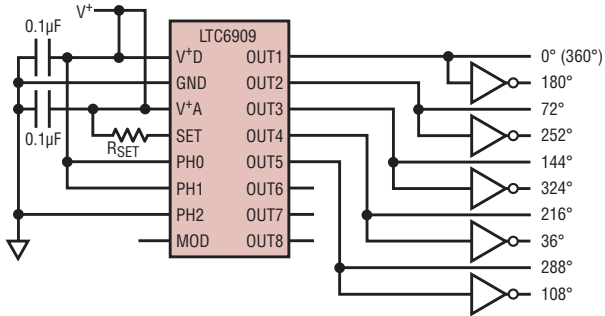 V+
0.1µF
0.1µF
RSET
LTC6909
V+D OUT1
GND OUT2
V+A OUT3
SET OUT4
PH0 OUT5
PH1 OUT6
PH2 OUT7
MOD OUT8
0° (360°)
180°
72°
252°
144°
324°
216°
36°
288°
108°